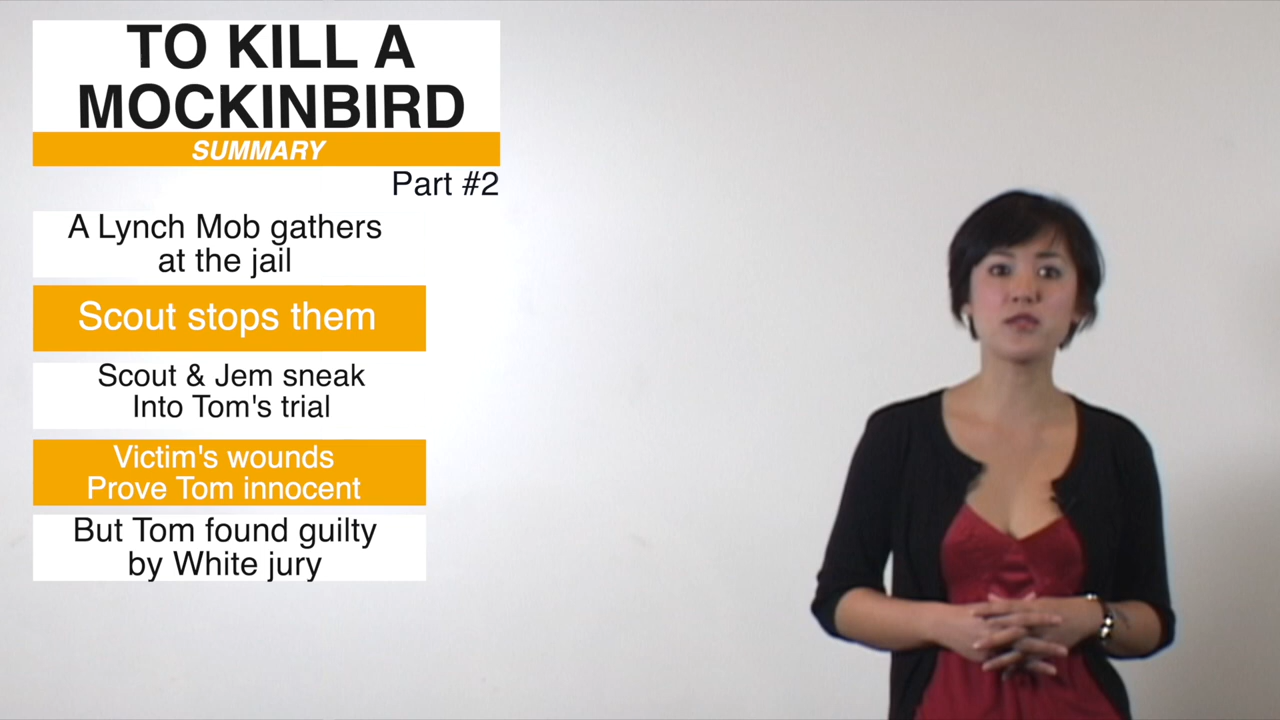 TO KILL A
MOCKINBIRD
SUMMARY
Part #2
A Lynch Mob gathers
at the jail
Scout stops them
Scout & Jem sneak
Into Tom's trial
Victim's wounds
Prove Tom innocent
But Tom found guilty
by White jury